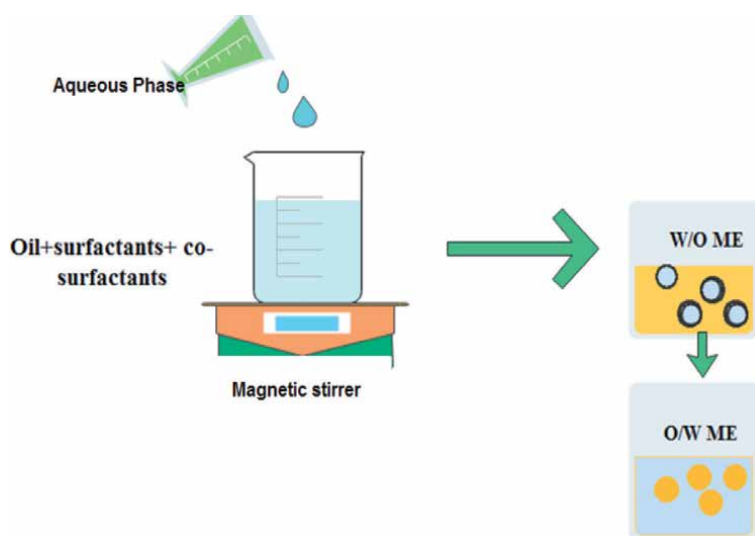 Aqueous Phase
Oil+surfactants+ co-
surfactants
Magnetic stirrer
W/O ME
O/W ME